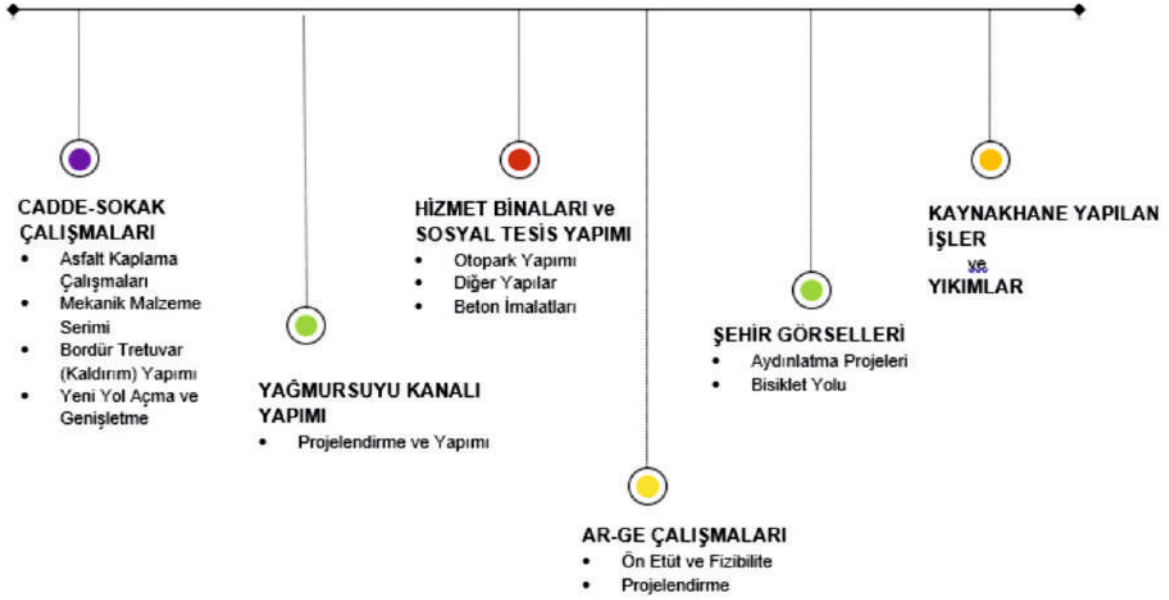 CADDE-SOKAK
ÇALIŞMALARI
• Asfalt Kaplama
Çalışmaları
• Mekanik Malzeme
Serimi
• Bordür Tretuvar
(Kaldırım) Yapımı
• Yeni Yol Açma ve
Genişletme
YAĞMURSUYU KANALI
YAPIMI
• Projelendirme ve Yapımı
HİZMET BİNALARI ve
SOSYAL TESİS YAPIMI
• Otopark Yapımı
• Diğer Yapılar
• Beton İmalatları
AR-GE ÇALIŞMALARI
• Ön Etüt ve Fizibilite
• Projelendirme
ŞEHİR GÖRSELLERİ
• Aydınlatma Projeleri
• Bisiklet Yolu
KAYNAKHANE YAPILAN
İŞLER
ve
YIKIMLAR